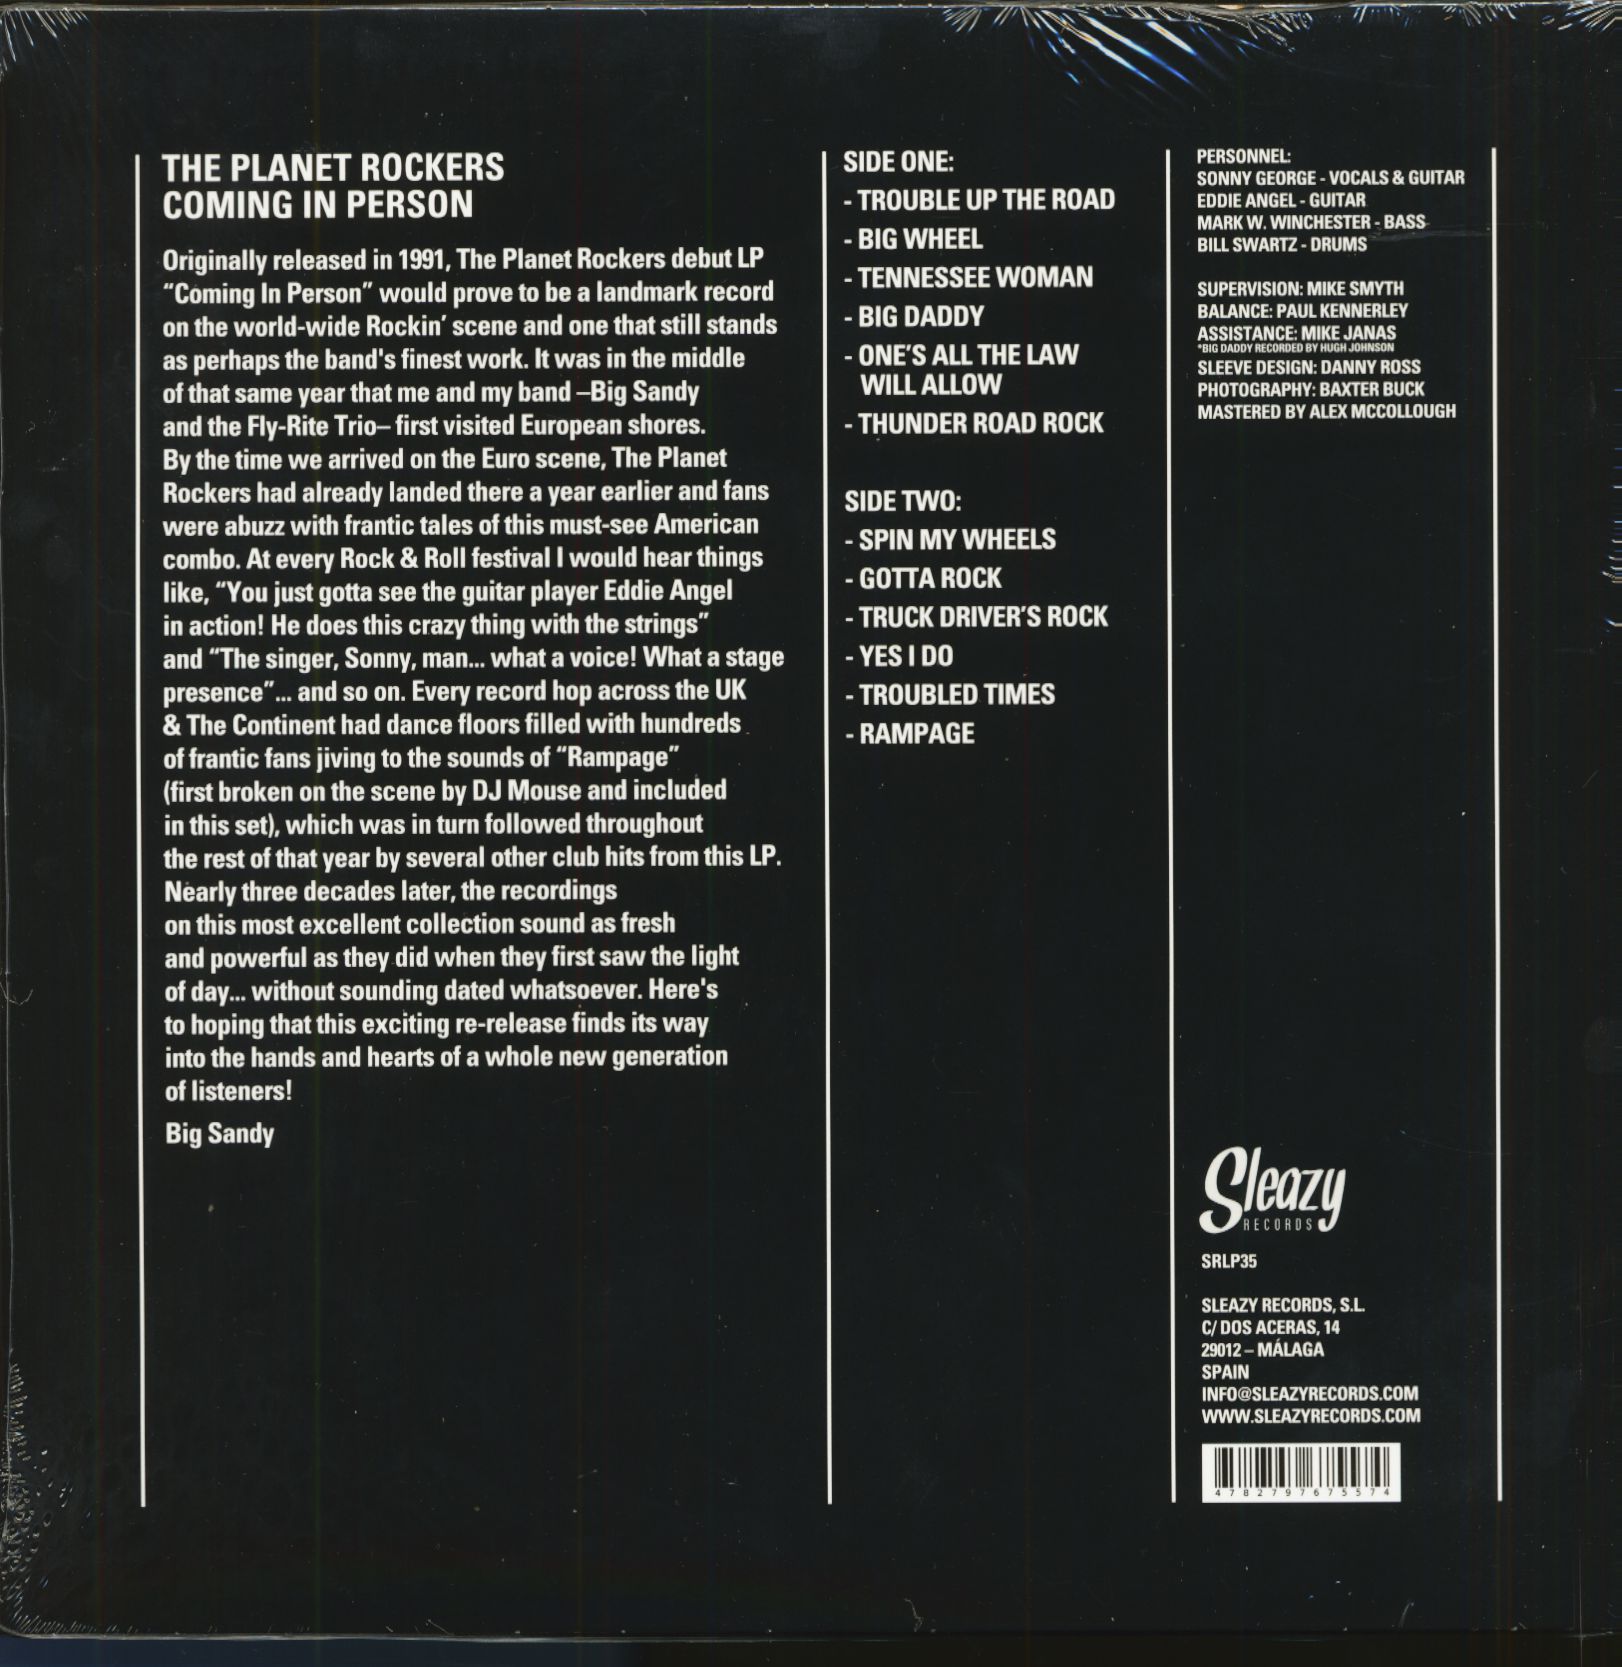 THE PLANET ROCKERS
COMING IN PERSON
Originally released in 1991, The Planet Rockers debut LP
“Coming In Person” would prove to be a landmark record
on the world-wide Rockin’ scene and one that still stands
as perhaps the band's finest work. It was in the middle
of that same year that me and my band –Big Sandy
and the Fly-Rite Trio– first visited European shores.
By the time we arrived on the Euro scene, The Planet
Rockers had already landed there a year earlier and fans
were abuzz with frantic tales of this must-see American
combo. At every Rock & Roll festival I would hear things
like, “You just gotta see the guitar player Eddie Angel
in action! He does this crazy thing with the strings”
and “The singer, Sonny, man... what a voice! What a stage
presence”... and so on. Every record hop across the UK
& The Continent had dance floors filled with hundreds
of frantic fans jiving to the sounds of “Rampage”
(first broken on the scene by DJ Mouse and included
in this set), which was in turn followed throughout
the rest of that year by several other club hits from this LP.
Nearly three decades later, the recordings
on this most excellent collection sound as fresh
and powerful as they did when they first saw the light
of day... without sounding dated whatsoever. Here's
to hoping that this exciting re-release finds its way
into the hands and hearts of a whole new generation
of listeners!
Big Sandy
SIDE ONE:
- TROUBLE UP THE ROAD
- BIG WHEEL
- TENNESSEE WOMAN
- BIG DADDY
- ONE’S ALL THE LAW
WILL ALLOW
- THUNDER ROAD ROCK
SIDE TWO:
- SPIN MY WHEELS
- GOTTA ROCK
- TRUCK DRIVER’S ROCK
- YES I DO
- TROUBLED TIMES
- RAMPAGE
PERSONNEL:
SONNY GEORGE - VOCALS & GUITAR
EDDIE ANGEL - GUITAR
MARK W. WINCHESTER - BASS
BILL SWARTZ - DRUMS
SUPERVISION: MIKE SMYTH
BALANCE: PAUL KENNERLEY
ASSISTANCE: MIKE JANAS
*BIG DADDY RECORDED BY HUGH JOHNSON
SLEEVE DESIGN: DANNY ROSS
PHOTOGRAPHY: BAXTER BUCK
MASTERED BY ALEX MCCOLLOUGH
Sleazy
RECORDS
SRLP35
SLEAZY RECORDS, S.L.
C/ DOS ACERAS, 14
29012 – MÁLAGA
SPAIN
INFO@SLEAZYRECORDS.COM
WWW.SLEAZYRECORDS.COM
4782797675574